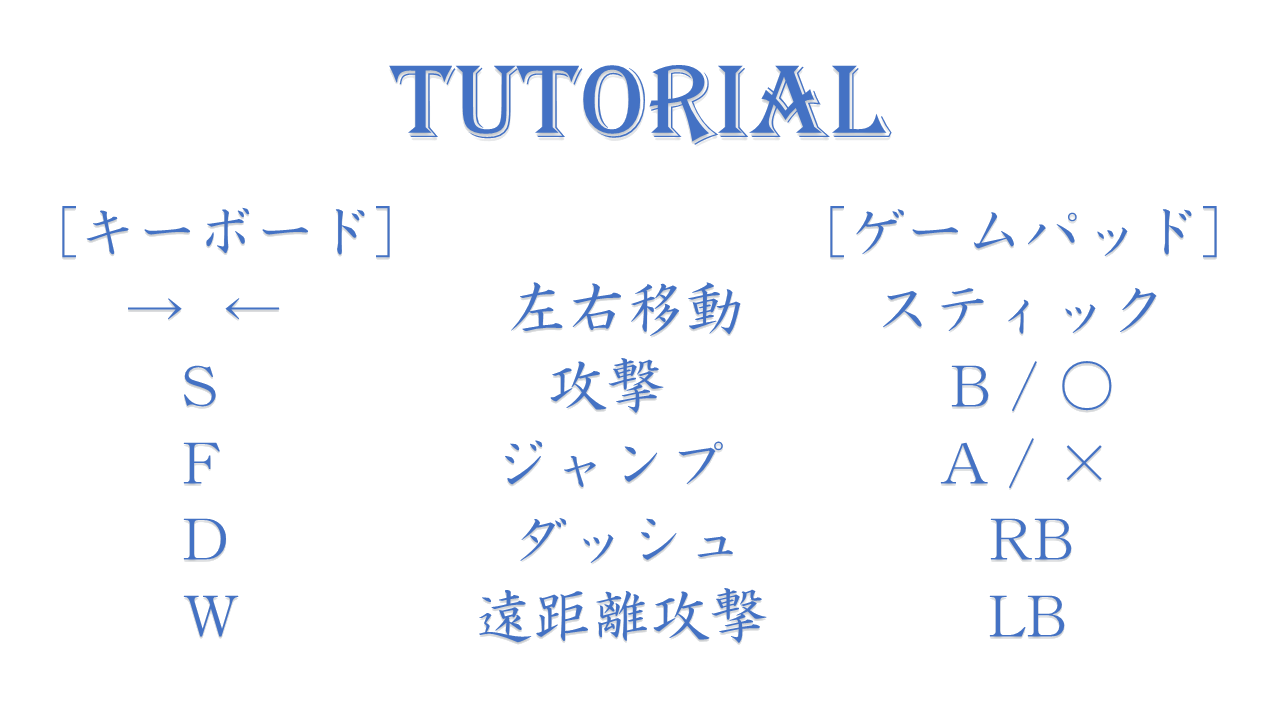 TUTORIAL
[キーボード] [ゲームパッド]
→ ← 左右移動 スティック
S 攻撃 B / ○
F ジャンプ A / ×
D ダッシュ RB
W 遠距離攻撃 LB